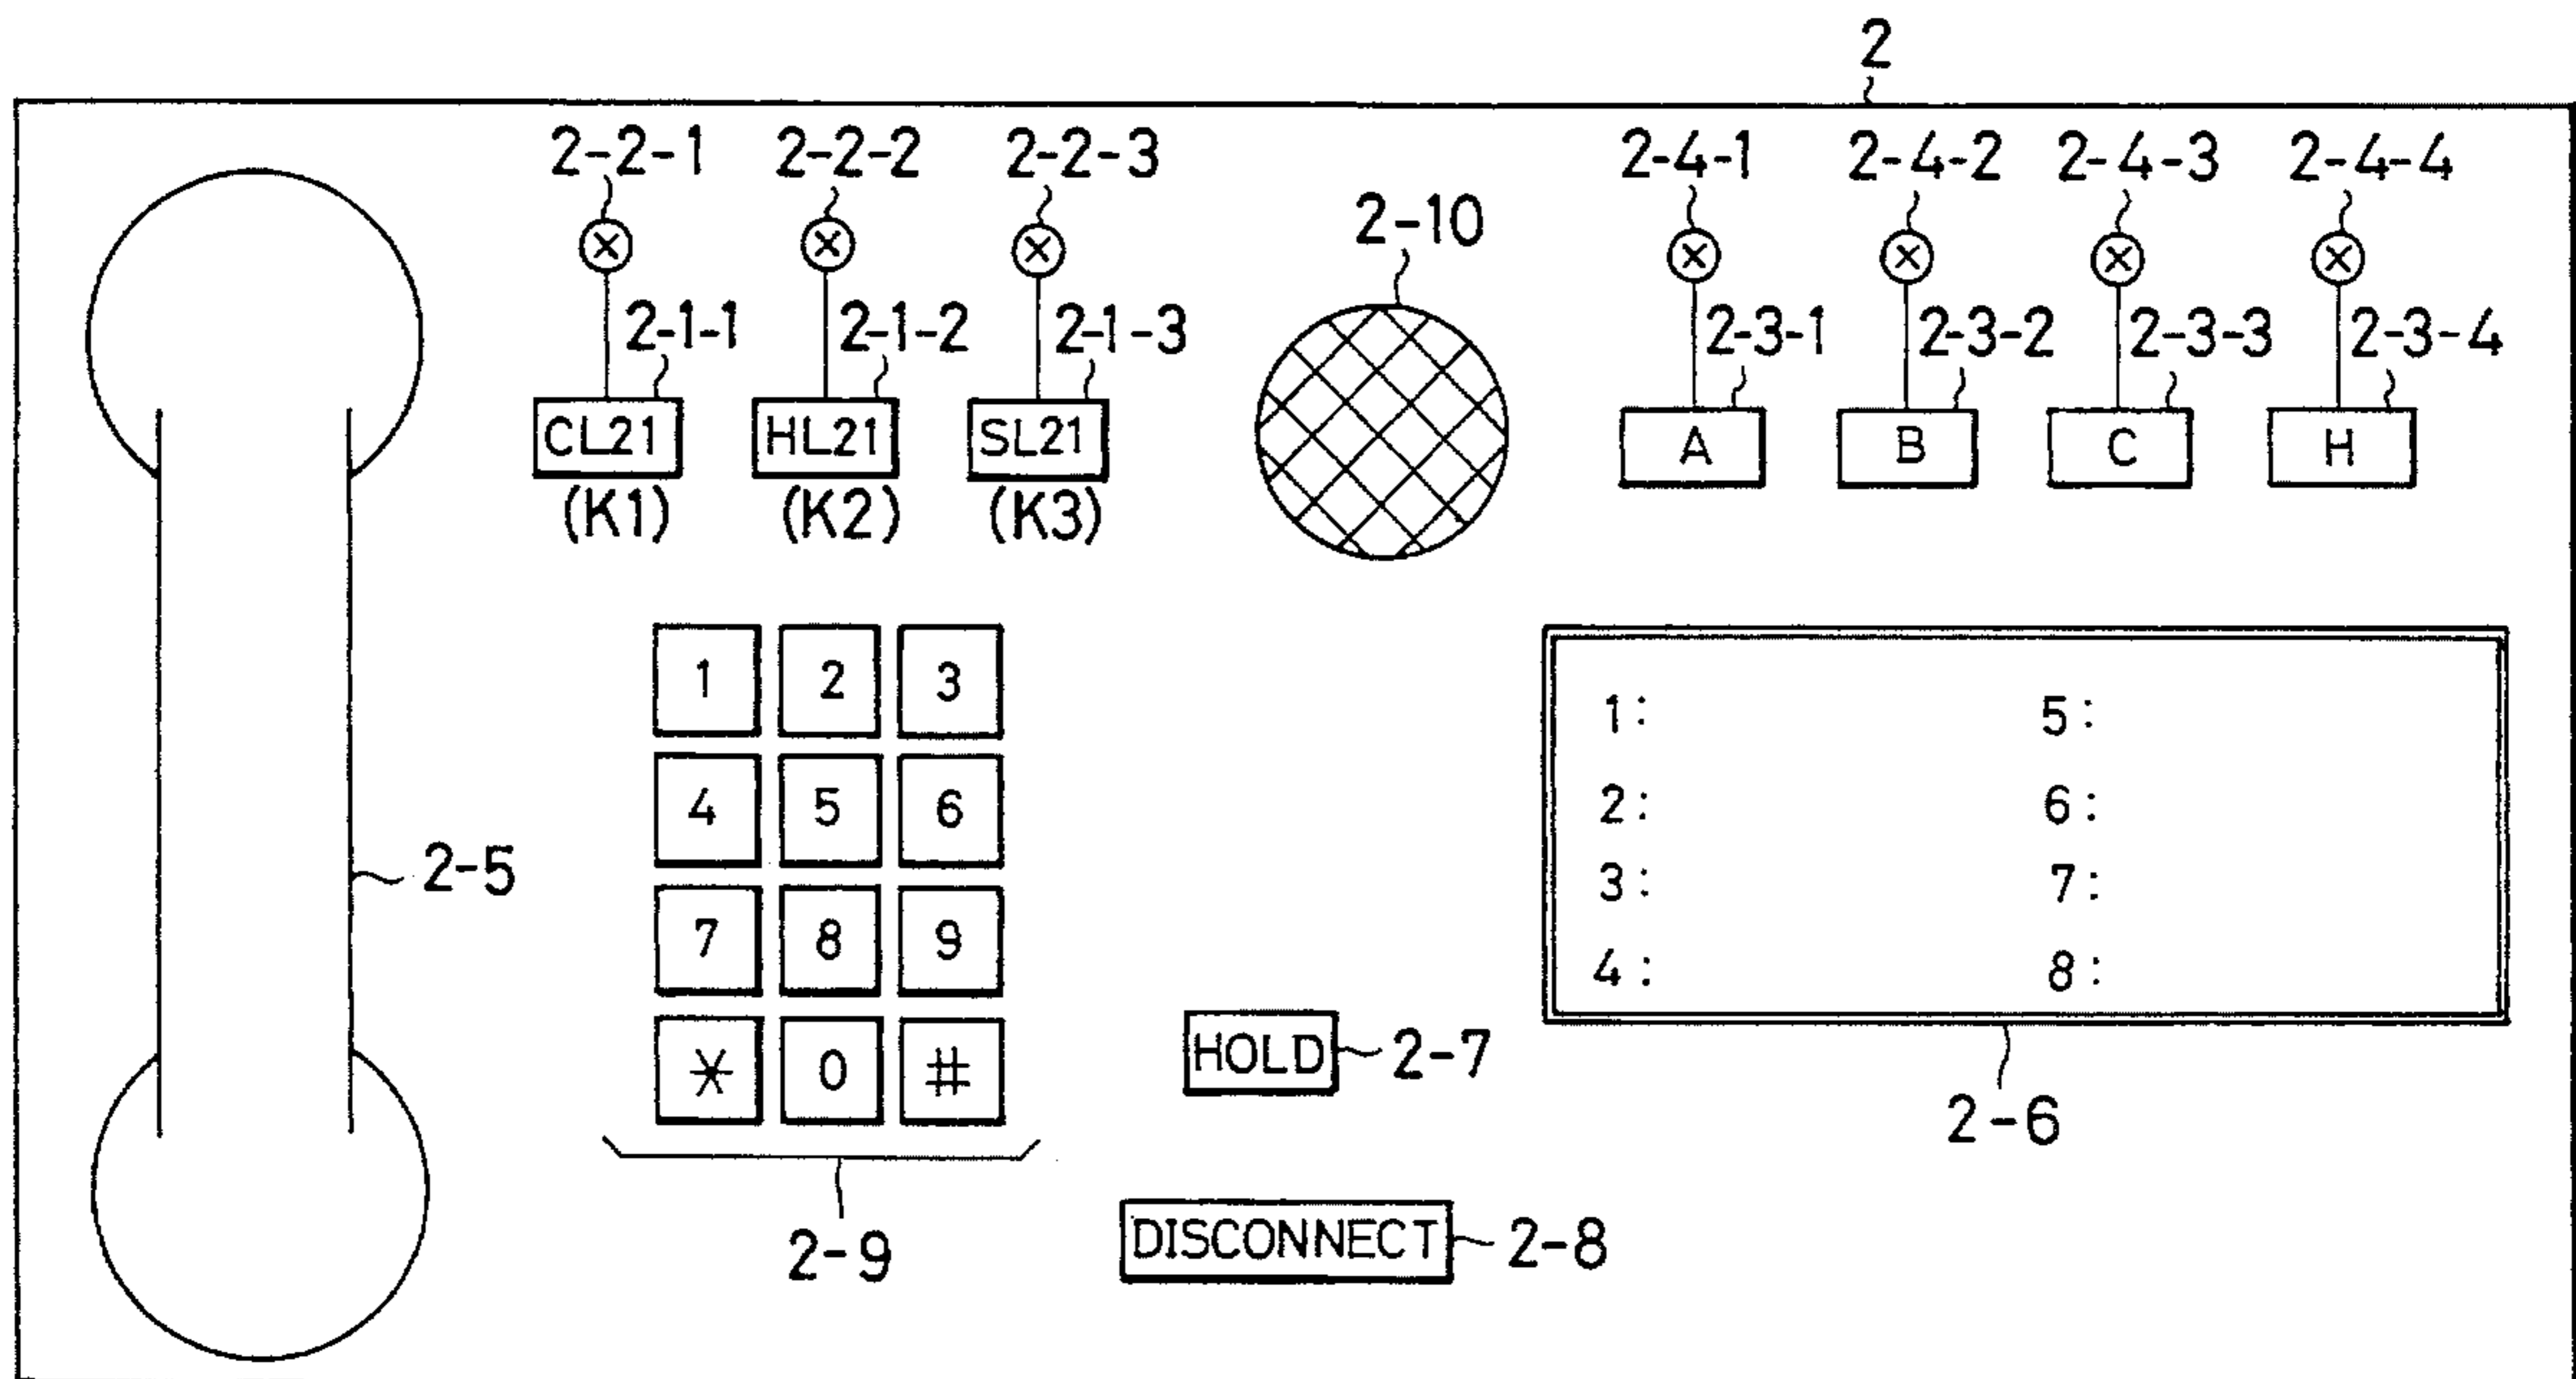 2
2-2-1 2-2-2 2-2-3 2-4-1 2-4-2 2-4-3 2-4-4
2-10
2-1-1 2-1-2 2-1-3 2-3-1 2-3-2 2-3-3 2-3-4
CL21 HL21 SL21 A B C H
(K1) (K2) (K3)
1 2 3
1: 5:
4 5 6
2: 6:
2-5
3: 7:
7 8 9
4: 8:
* 0 #
HOLD 2-7
2-6
2-9
DISCONNECT 2-8